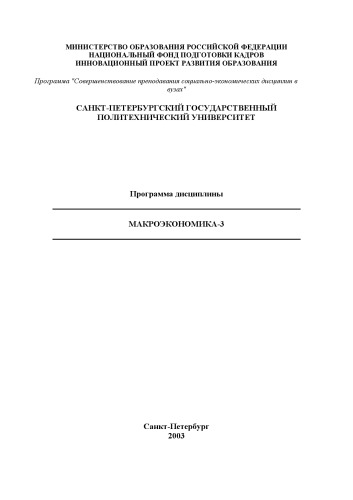 МИНИСТЕРСТВО ОБРАЗОВАНИЯ РОССИЙСКОЙ ФЕДЕРАЦИИ
НАЦИОНАЛЬНЫЙ ФОНД ПОДГОТОВКИ КАДРОВ
ИННОВАЦИОННЫЙ ПРОЕКТ РАЗВИТИЯ ОБРАЗОВАНИЯ
Программа "Совершенствование преподавания социально-экономических дисциплин в
вузах"
САНКТ-ПЕТЕРБУРГСКИЙ ГОСУДАРСТВЕННЫЙ
ПОЛИТЕХНИЧЕСКИЙ УНИВЕРСИТЕТ
Программа дисциплины
МАКРОЭКОНОМИКА-3
Санкт-Петербург
2003